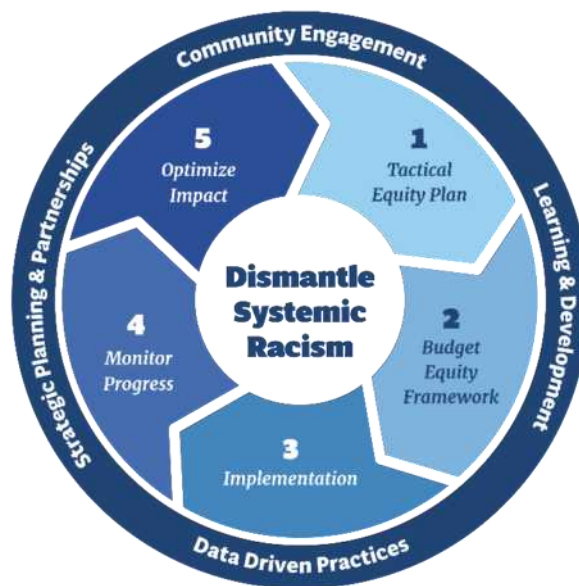 Community Engagement
Learning & Development
Data Driven Practices
Strategic Planning & Partnerships
1
Tactical
Equity Plan
2
Budget
Equity
Framework
3
Implementation
4
Monitor
Progress
5
Optimize
Impact
Dismantle
Systemic
Racism